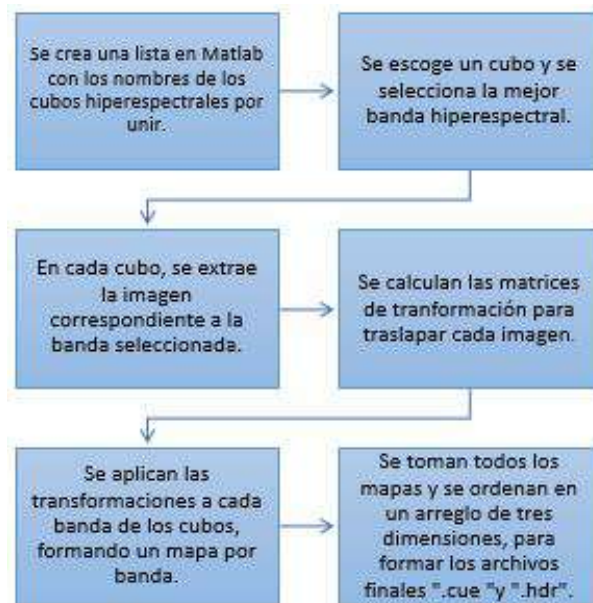 Se crea una lista en Matlab
con los nombres de los
cubos hiperespectrales por
unir.
Se escoge un cubo y se
selecciona la mejor
banda hiperespectral.
En cada cubo, se extrae
la imagen
correspondiente a la
banda seleccionada.
Se calculan las matrices
de tranformación para
traslapar cada imagen.
Se aplican las
transformaciones a cada
banda de los cubos,
formando un mapa por
banda.
Se toman todos los
mapas y se ordenan en
un arreglo de tres
dimensiones, para
formar los archivos
finales ".cue "y ".hdr".